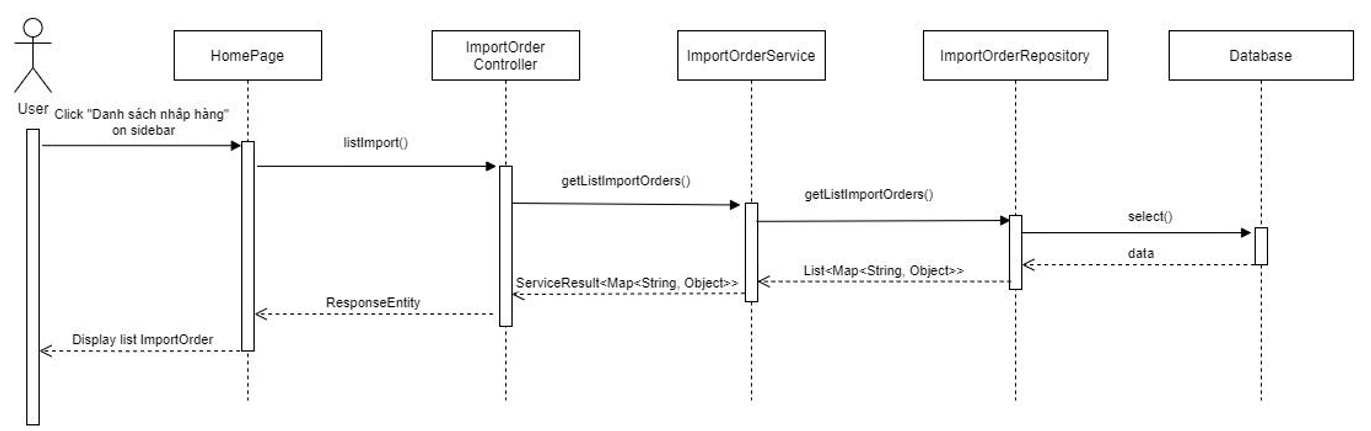 User
HomePage
ImportOrder
Controller
ImportOrderService
ImportOrderRepository
Database
Click "Danh sách nhập hàng"
on sidebar
listImport()
getListImportOrders()
getListImportOrders()
select()
data
List<Map<String, Object>>
ServiceResult<Map<String, Object>>
ResponseEntity
Display list ImportOrder